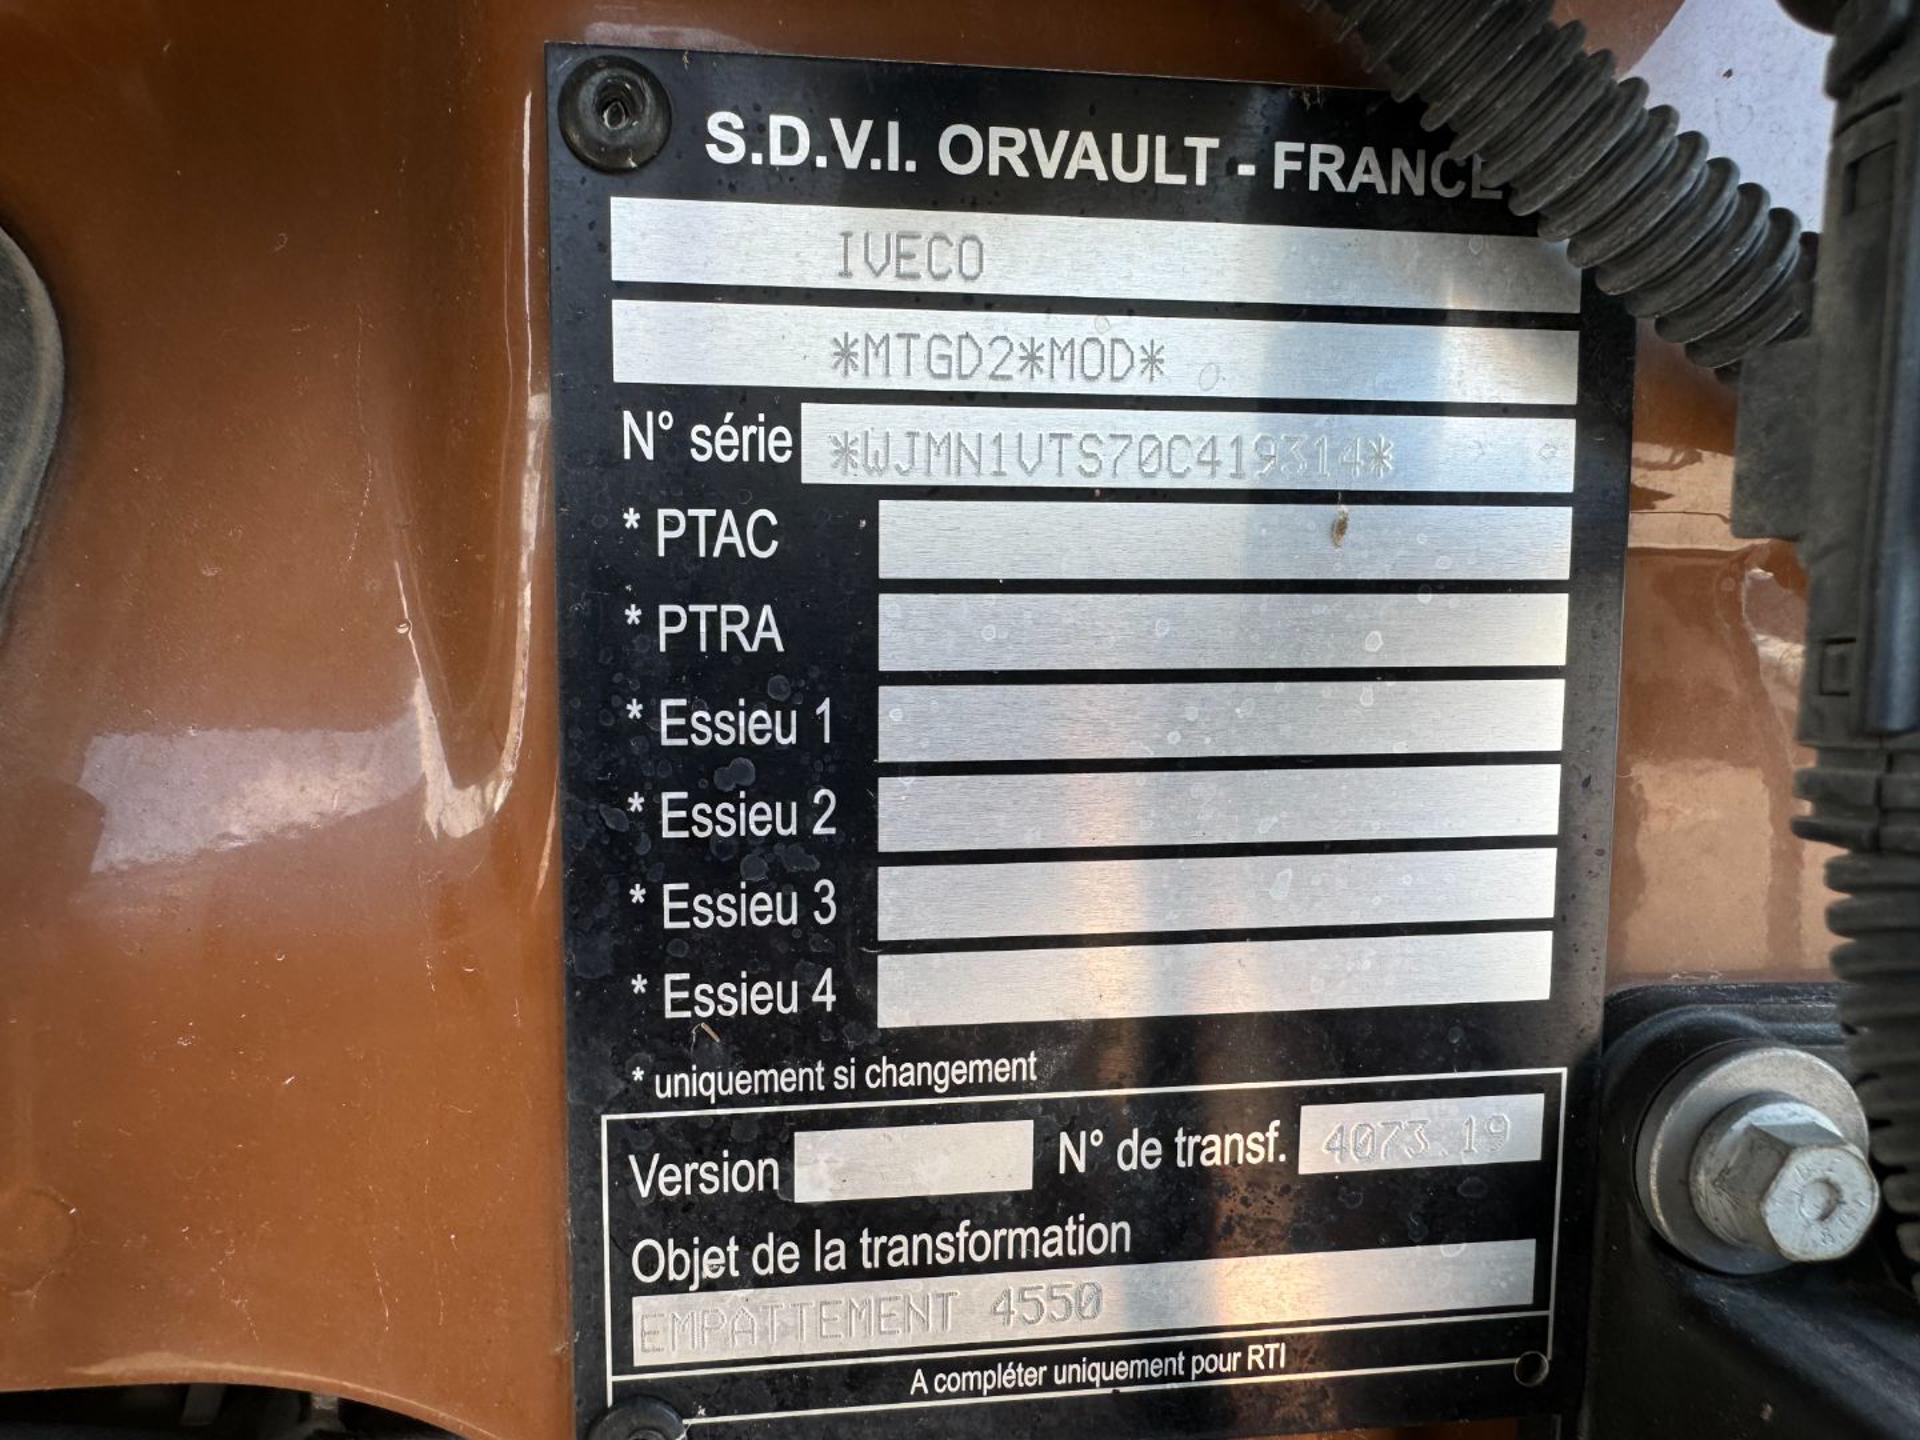 S.D.V.I. ORVAULT - FRANCE
IVECO
*MTGD2*MOD*
N° série *WJMN1VTS70C419314*
* PTAC
* PTRA
* Essieu 1
* Essieu 2
* Essieu 3
* Essieu 4
* uniquement si changement
Version N° de transf. 4073.19
Objet de la transformation
EMPATTEMENT 4550
A compléter uniquement pour RTI